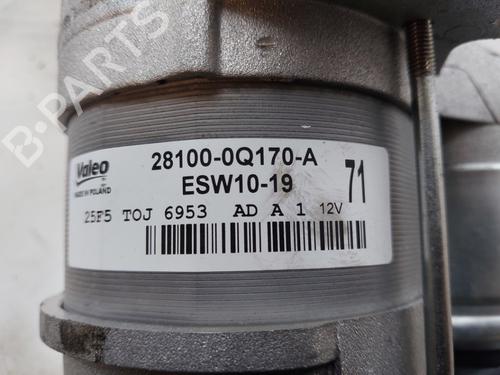 B-PARTS
Valeo
MADE IN POLAND
28100-0Q170-A
ESW10-19
71
25F5 TOJ 6953 AD A 1 12V